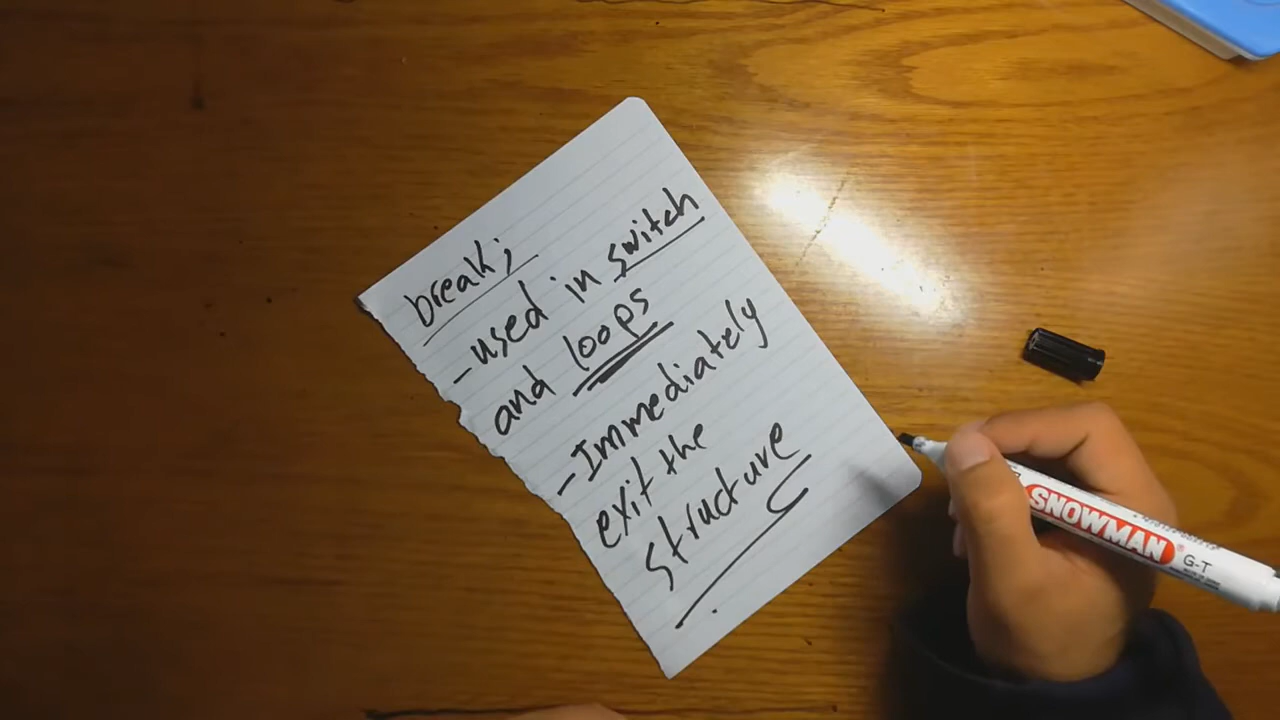 break;
- used in switch
and loops
- Immediately
exit the
structure
SNOWMAN
G-T